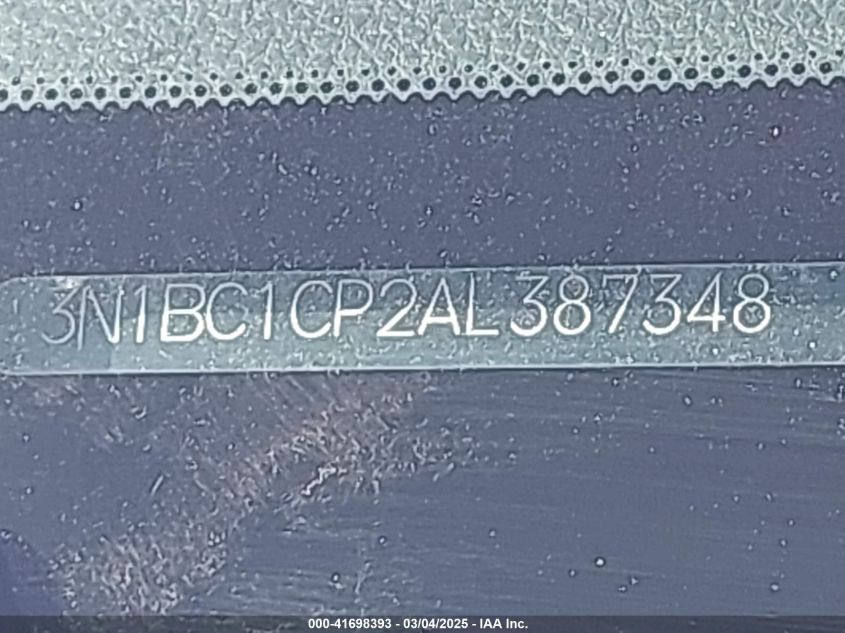 3N1BC1CP2AL387348
000-41698393 - 03/04/2025 - IAA Inc.